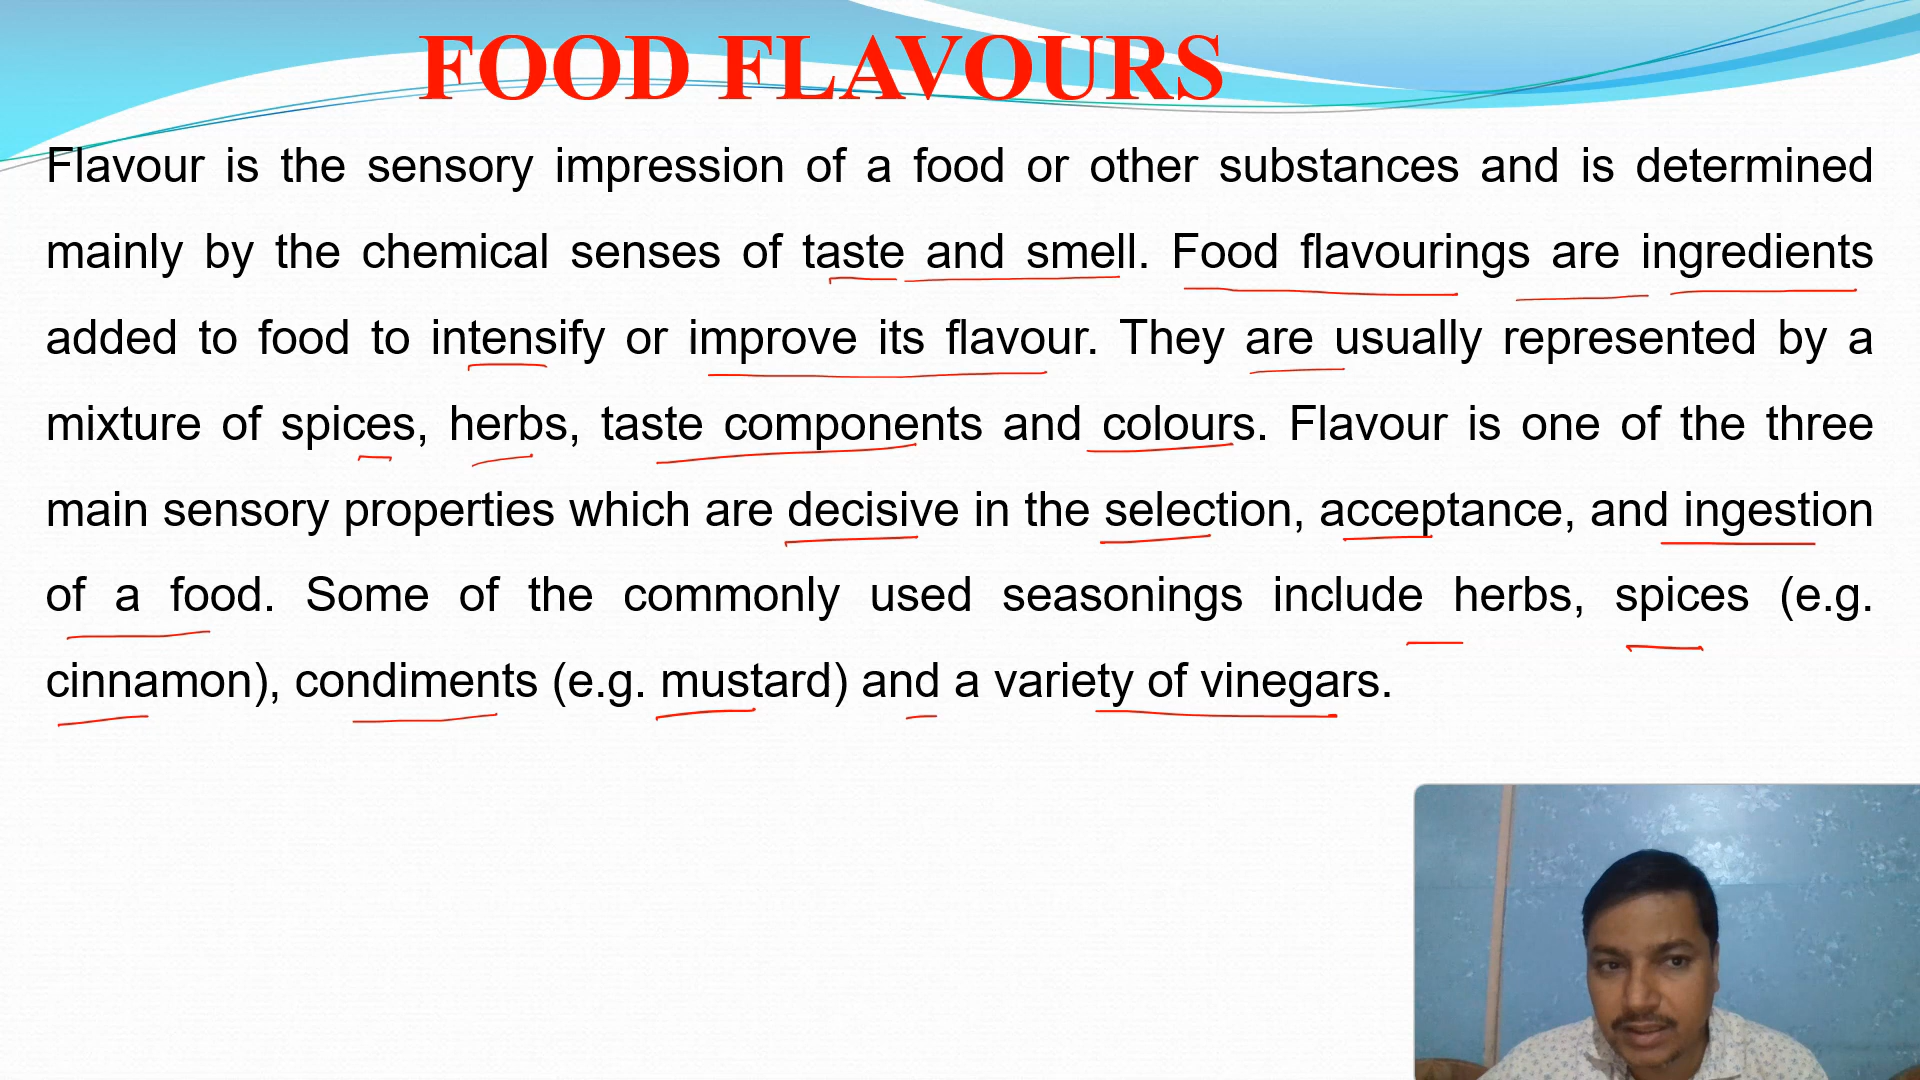 FOOD FLAVOURS
Flavour is the sensory impression of a food or other substances and is determined
mainly by the chemical senses of taste and smell. Food flavourings are ingredients
added to food to intensify or improve its flavour. They are usually represented by a
mixture of spices, herbs, taste components and colours. Flavour is one of the three
main sensory properties which are decisive in the selection, acceptance, and ingestion
of a food. Some of the commonly used seasonings include herbs, spices (e.g.
cinnamon), condiments (e.g. mustard) and a variety of vinegars.